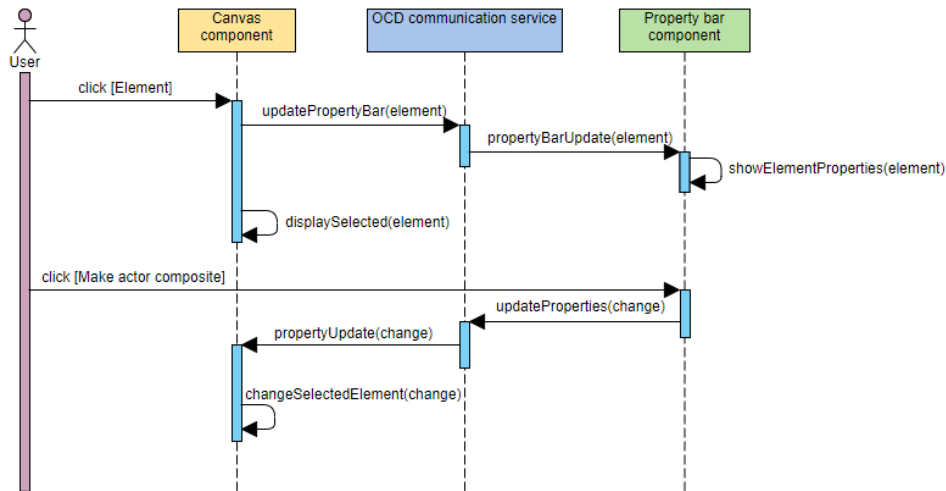 Canvas
component
OCD communication service
Property bar
component
User
click [Element]
updatePropertyBar(element)
propertyBarUpdate(element)
showElementProperties(element)
displaySelected(element)
click [Make actor composite]
updateProperties(change)
propertyUpdate(change)
changeSelectedElement(change)